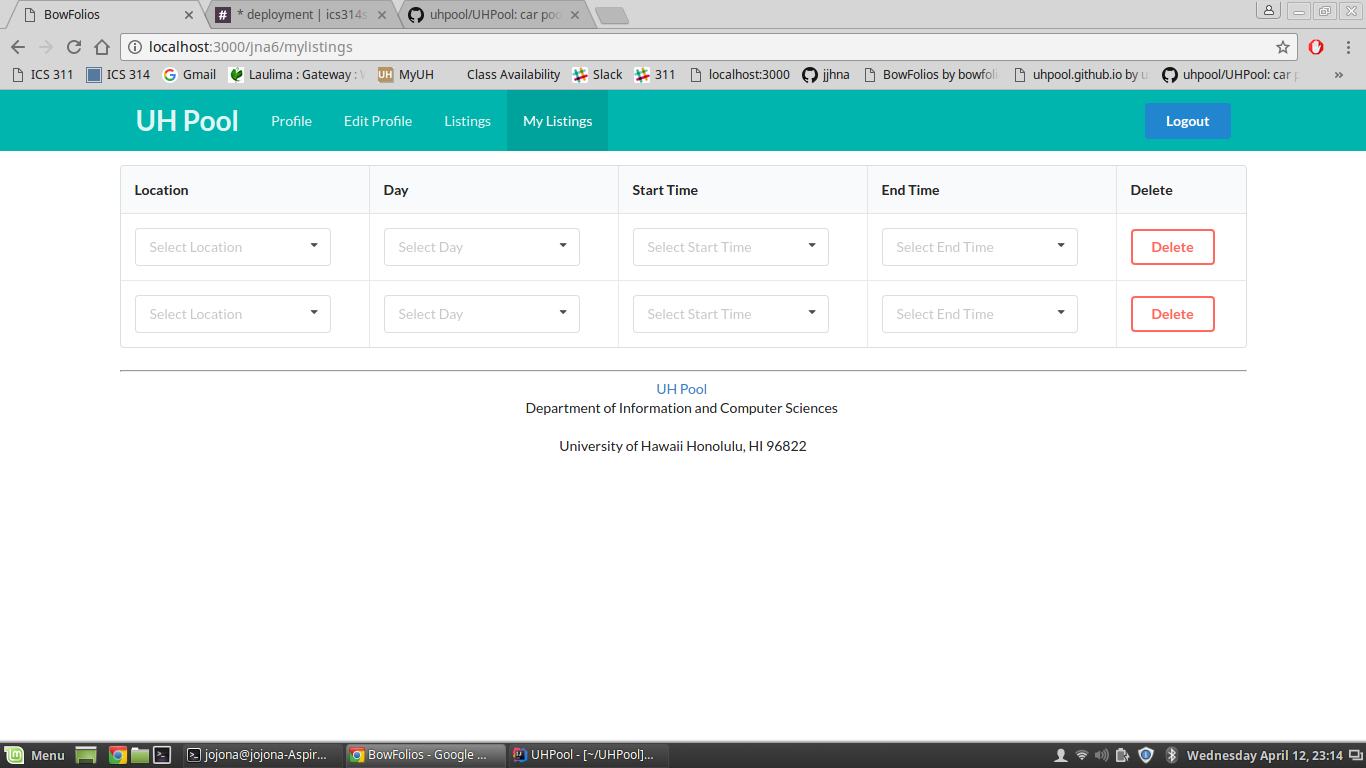 BowFolios
* deployment | ics314s
uhpool/UHPool: car poo
localhost:3000/jna6/mylistings
ICS 311 ICS 314 Gmail Laulima : Gateway : W MyUH Class Availability Slack 311 localhost:3000 jjhna BowFolios by bowfoli uhpool.github.io by u uhpool/UHPool: car p »
UH Pool Profile Edit Profile Listings My Listings Logout
Location Day Start Time End Time Delete
Select Location Select Day Select Start Time Select End Time Delete
Select Location Select Day Select Start Time Select End Time Delete
UH Pool
Department of Information and Computer Sciences
University of Hawaii Honolulu, HI 96822
Menu jojona@jojona-Aspir... BowFolios - Google ... UHPool - [~/UHPool]... Wednesday April 12, 23:14